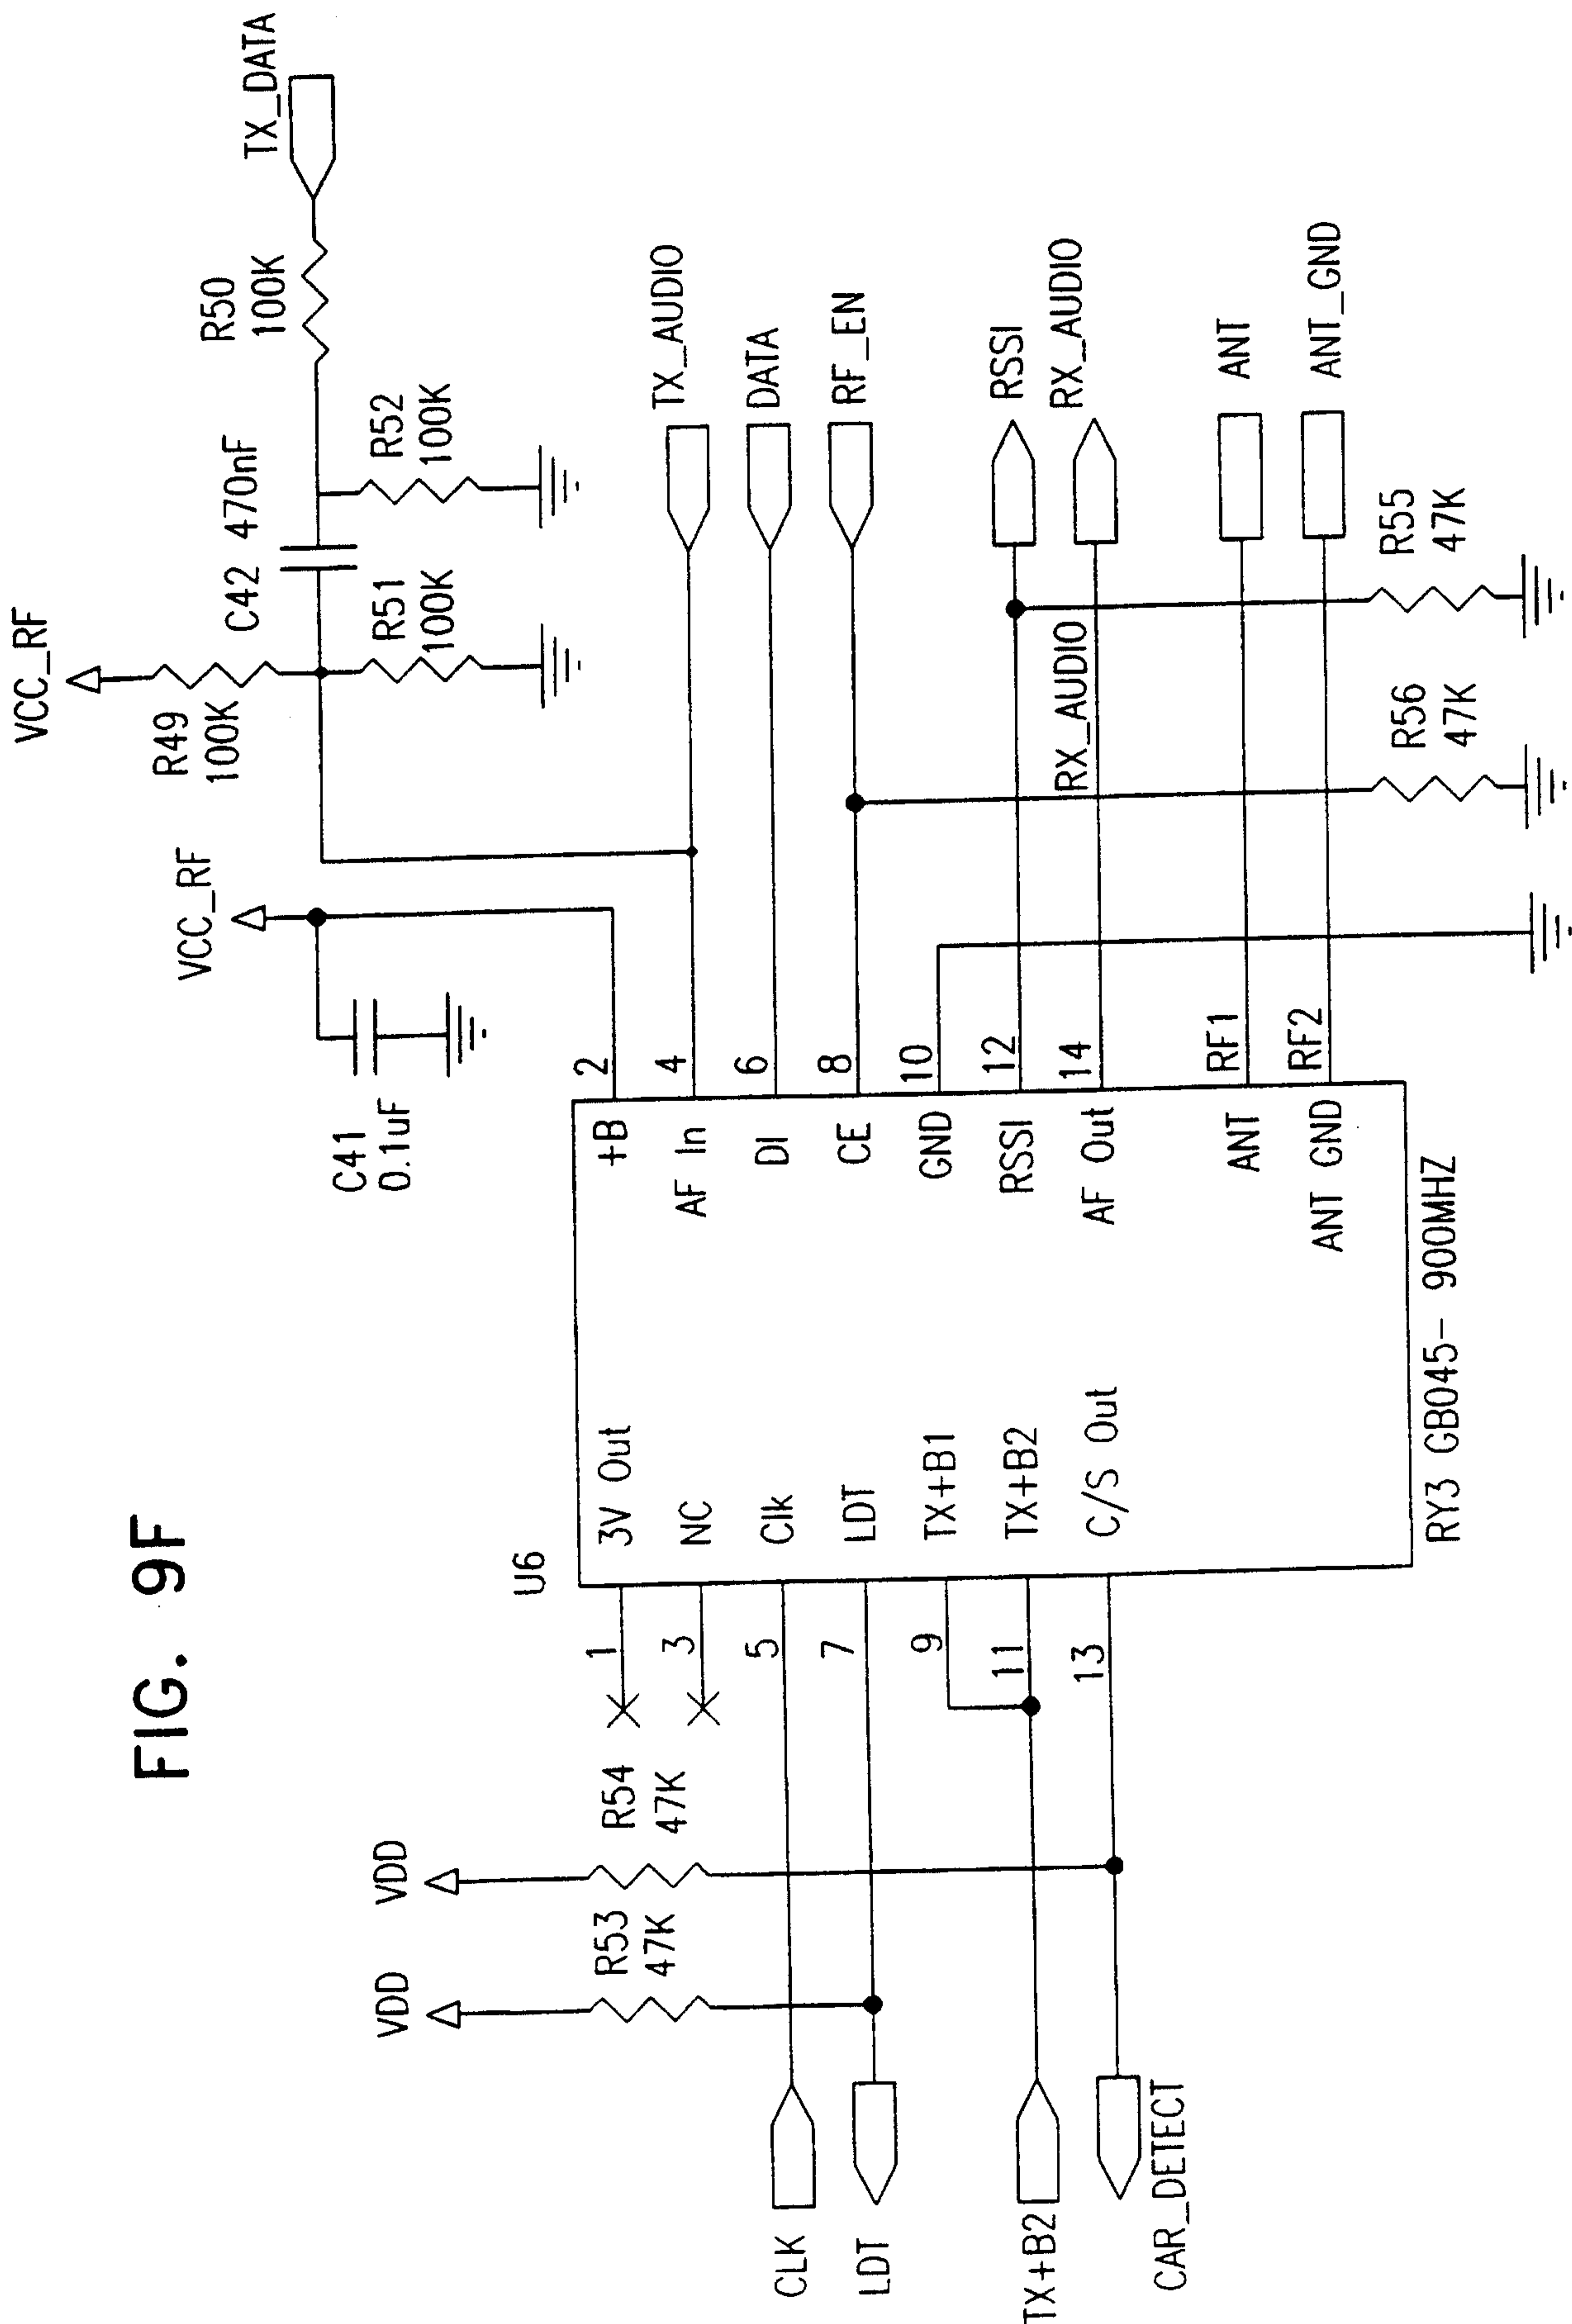 FIG. 9F
VCC_RF
R49
100K
C42 470nF
R50
100K
TX_DATA
R51
100K
R52
100K
VCC_RF
C41
0.1uF
VDD
VDD
R53
47K
R54
47K
U6
1
3V Out
+B
2
3
NC
AF In
4
TX_AUDIO
CLK
5
Clk
DI
6
DATA
LDT
7
LDT
CE
8
RF_EN
9
TX+B1
GND
10
TX+B2
11
TX+B2
RSSI
12
RSSI
CAR_DETECT
13
C/S Out
AF Out
14
RX_AUDIO
RX_AUDIO
ANT
RF1
ANT
ANT GND
RF2
ANT_GND
RY3 GB045- 900MHZ
R56
47K
R55
47K